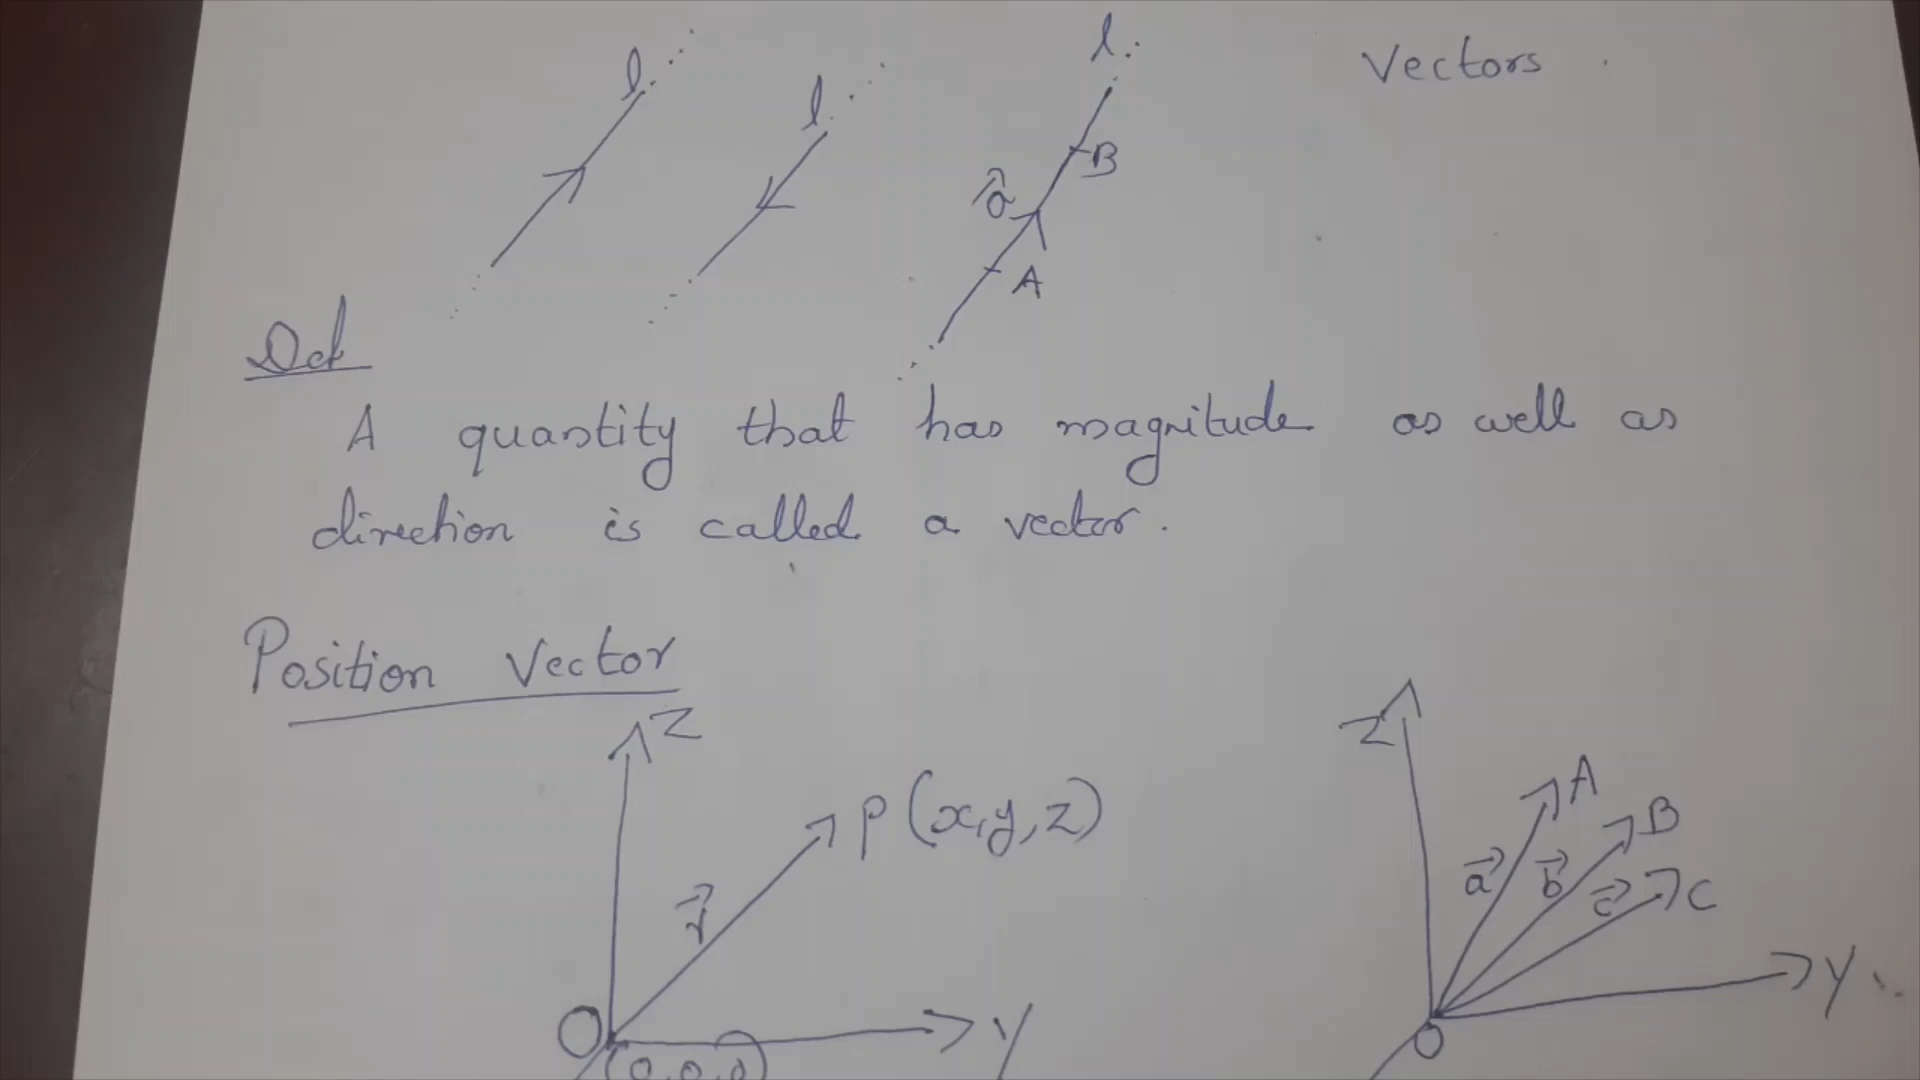 Vectors
l
l
l
B
a
A
Def
A quantity that has magnitude as well as
direction is called a vector.
Position Vector
Z
P(x,y,z)
r
O
(0,0,0)
Y
Z
A
B
C
a
b
c
Y
O